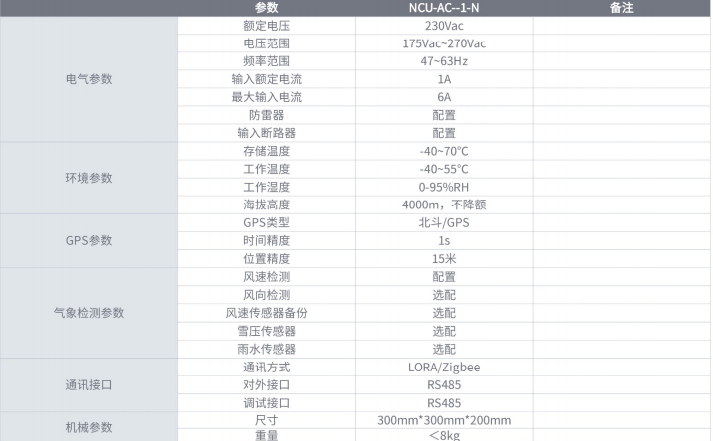 参数 NCU-AC--1-N 备注
电气参数
额定电压 230Vac
电压范围 175Vac~270Vac
频率范围 47~63Hz
输入额定电流 1A
最大输入电流 6A
防雷器 配置
输入断路器 配置
环境参数
存储温度 -40~70℃
工作温度 -40~55℃
工作湿度 0-95%RH
海拔高度 4000m，不降额
GPS参数
GPS类型 北斗/GPS
时间精度 1s
位置精度 15米
气象检测参数
风速检测 配置
风向检测 选配
风速传感器备份 选配
雪压传感器 选配
雨水传感器 选配
通讯接口
通讯方式 LORA/Zigbee
对外接口 RS485
调试接口 RS485
机械参数
尺寸 300mm*300mm*200mm
重量 ＜8kg